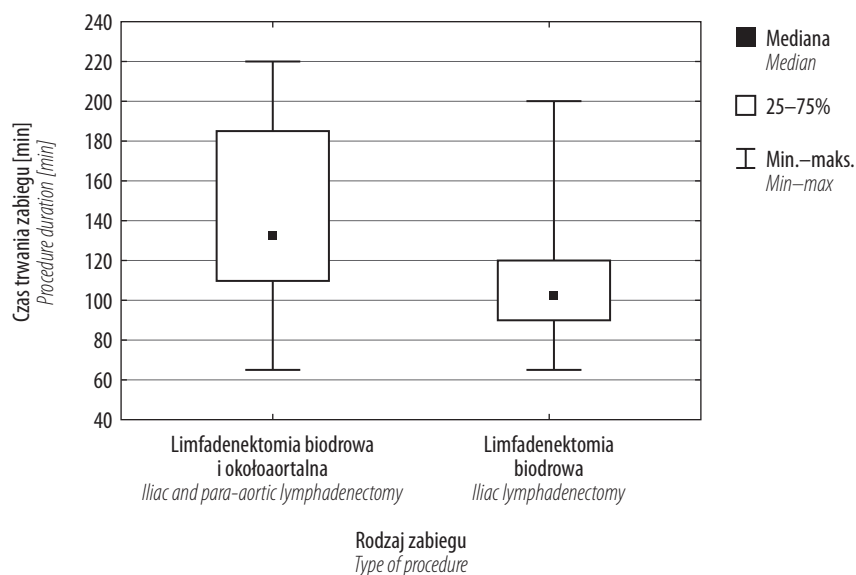 Czas trwania zabiegu [min]
Procedure duration [min]
240
220
200
180
160
140
120
100
80
60
40
Limfadenektomia biodrowa
i okołoaortalna
Iliac and para-aortic lymphadenectomy
Limfadenektomia
biodrowa
Iliac lymphadenectomy
Rodzaj zabiegu
Type of procedure
Mediana
Median
25–75%
Min.–maks.
Min–max